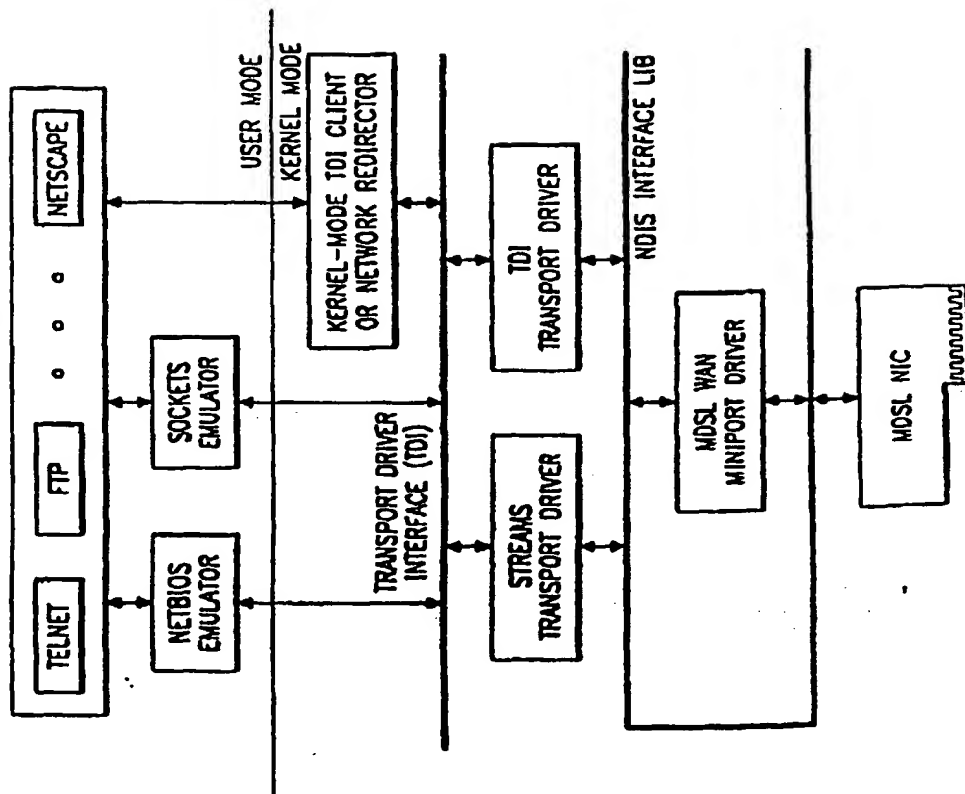 TELNET
FTP
NETSCAPE
NETBIOS
EMULATOR
SOCKETS
EMULATOR
USER MODE
KERNEL MODE
KERNEL-MODE TDI CLIENT
OR NETWORK REDIRECTOR
TRANSPORT DRIVER
INTERFACE (TDI)
STREAMS
TRANSPORT DRIVER
TDI
TRANSPORT DRIVER
NDIS INTERFACE LIB
MDSL WAN
MINIPORT DRIVER
MDSL NIC